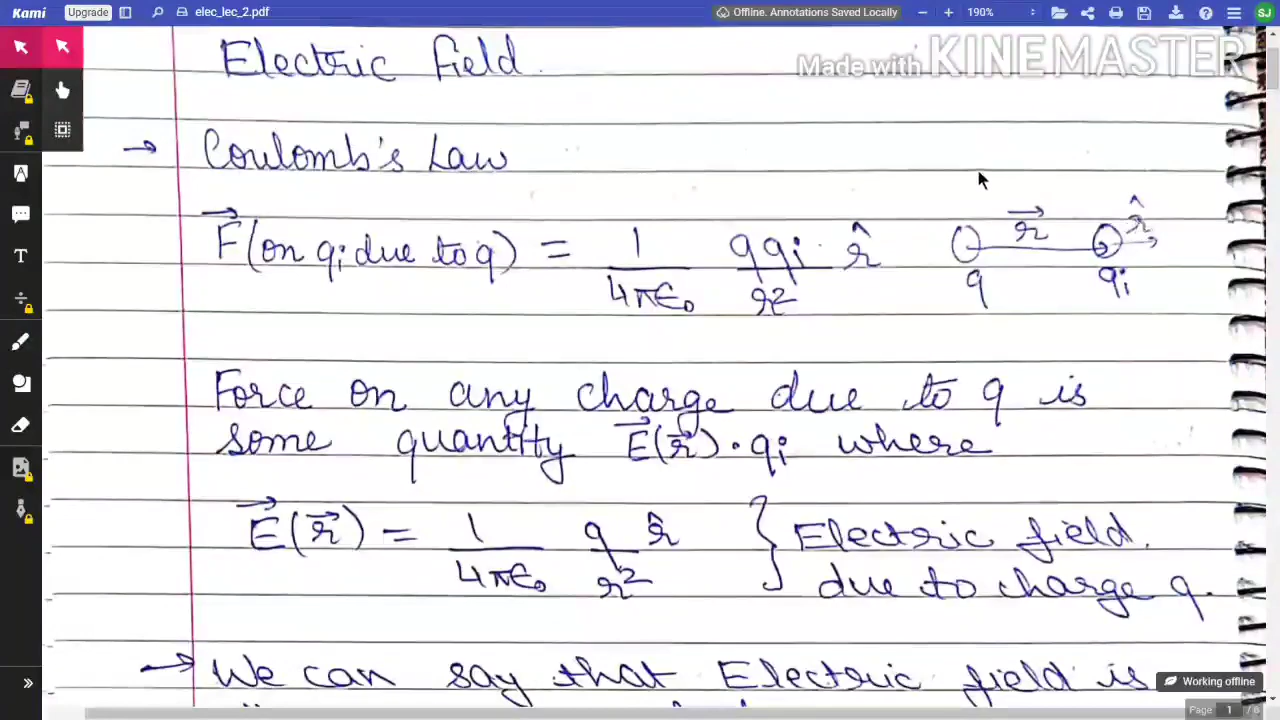 Kami Upgrade elec_lec_2.pdf Offline. Annotations Saved Locally 190% SJ
Made with KINEMASTER
Electric field.
→ Coulomb's Law
F⃗(on qi due to q) = 1/4πε₀ qqi/r² · r̂
r⃗ r̂
q qi
Force on any charge due to q is
some quantity E⃗(r⃗)·qi where
E⃗(r⃗) = 1/4πε₀ q/r² r̂ } Electric field.
due to charge q.
→ We can say that Electric field is
Working offline
Page 1 / 6